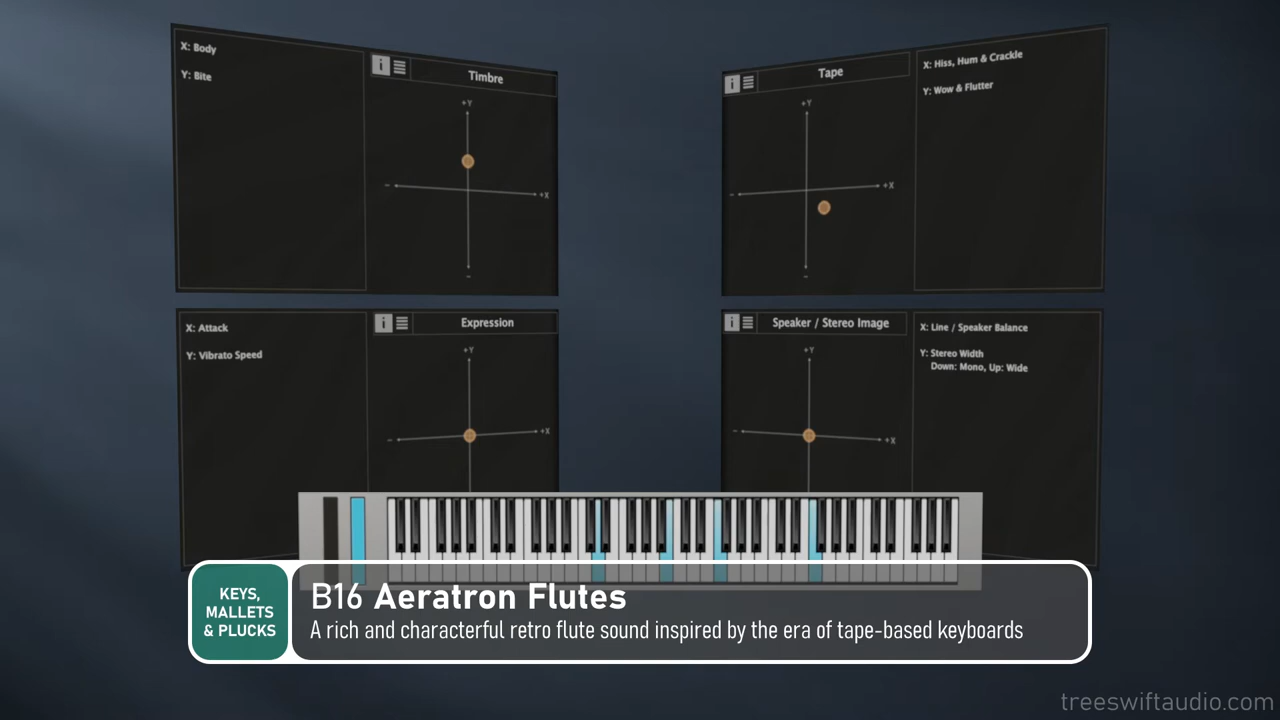 X: Body
Y: Bite
i
Timbre
+Y
-
+X
-
i
Tape
+Y
-
+X
-
X: Hiss, Hum & Crackle
Y: Wow & Flutter
X: Attack
Y: Vibrato Speed
i
Expression
+Y
-
+X
i
Speaker / Stereo Image
+Y
-
+X
X: Line / Speaker Balance
Y: Stereo Width
Down: Mono, Up: Wide
KEYS,
MALLETS
& PLUCKS
B16 Aeratron Flutes
A rich and characterful retro flute sound inspired by the era of tape-based keyboards
treeswiftaudio.com